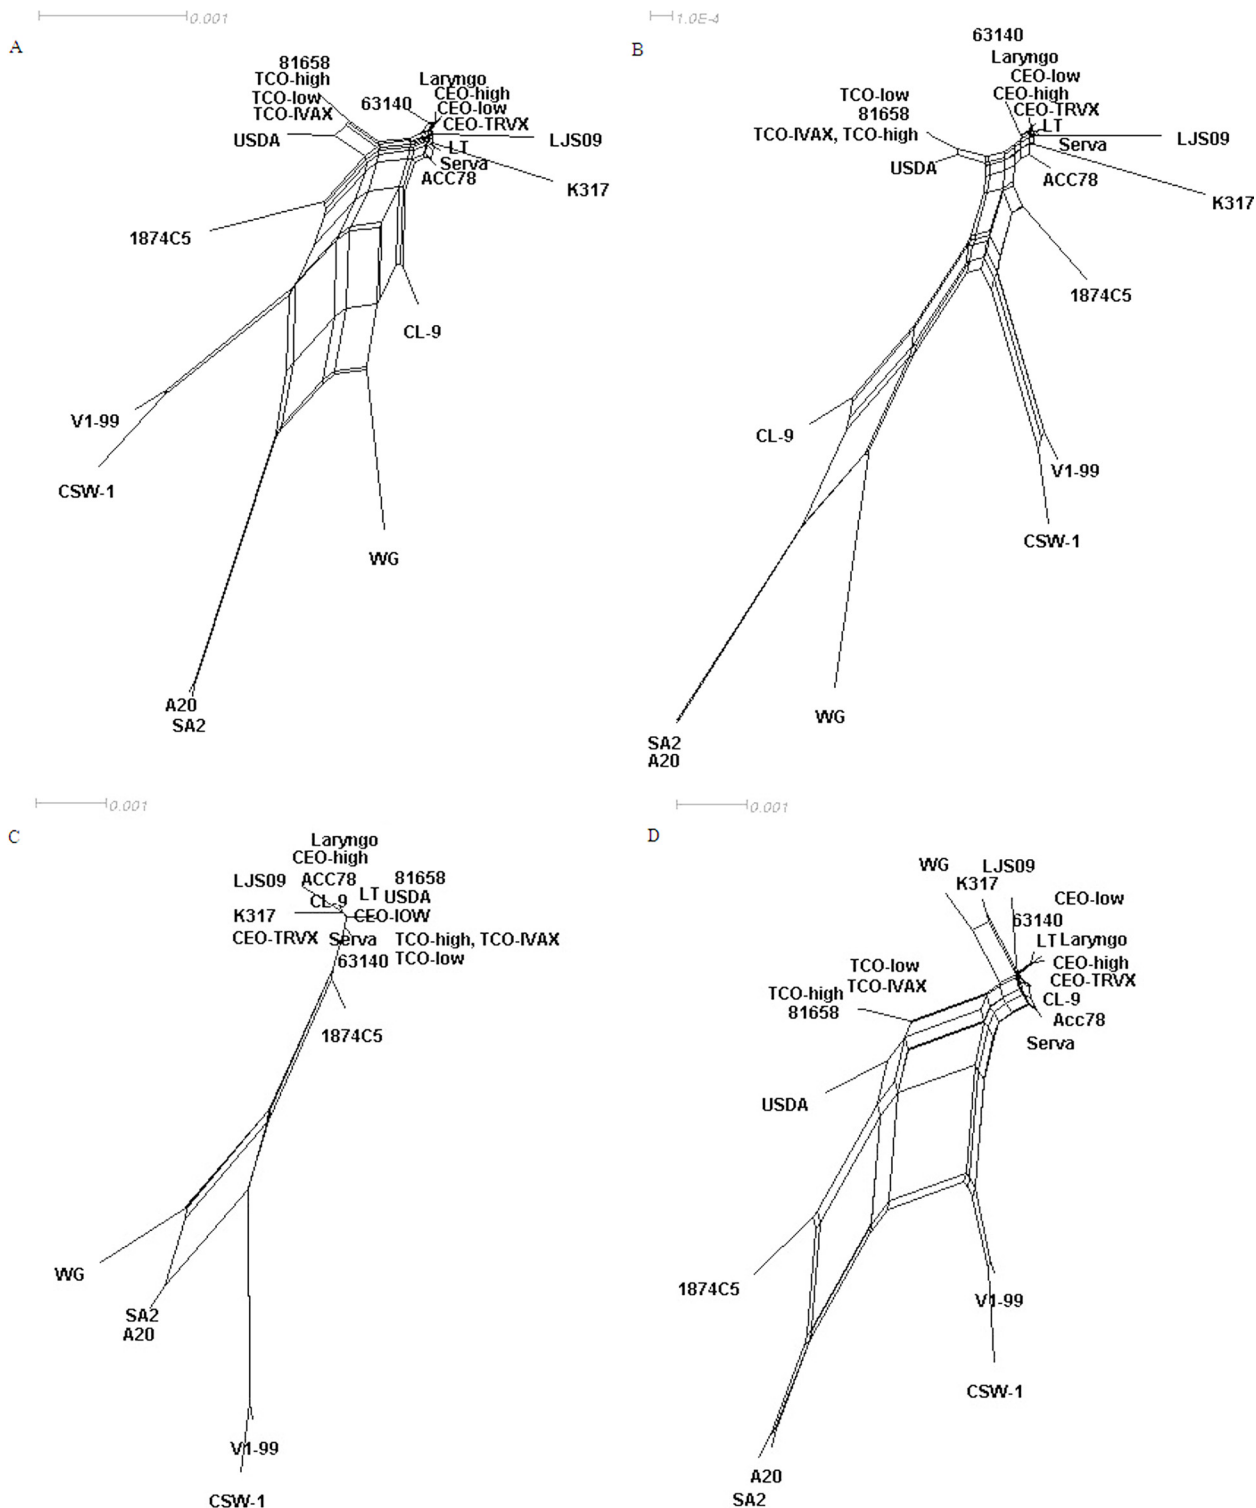 0.001
A
81658
TCO-high
TCO-low
TCO-IVAX
USDA
63140
Laryngo
CEO-high
CEO-low
CEO-TRVX
LT
Serva
ACC78
LJS09
K317
1874C5
CL-9
V1-99
CSW-1
WG
A20
SA2
1.0E-4
B
63140
Laryngo
CEO-low
CEO-high
CEO-TRVX
LT
Serva
LJS09
TCO-low
81658
TCO-IVAX, TCO-high
USDA
ACC78
K317
1874C5
CL-9
V1-99
CSW-1
WG
SA2
A20
0.001
C
Laryngo
CEO-high
LJS09
ACC78
81658
LT
USDA
CL-9
K317
CEO-lOW
CEO-TRVX
Serva
TCO-high, TCO-IVAX
63140
TCO-low
1874C5
WG
SA2
A20
V1-99
CSW-1
0.001
D
WG
LJS09
K317
CEO-low
63140
LT
Laryngo
TCO-low
CEO-high
TCO-IVAX
CEO-TRVX
TCO-high
CL-9
81658
Acc78
Serva
USDA
1874C5
V1-99
CSW-1
A20
SA2